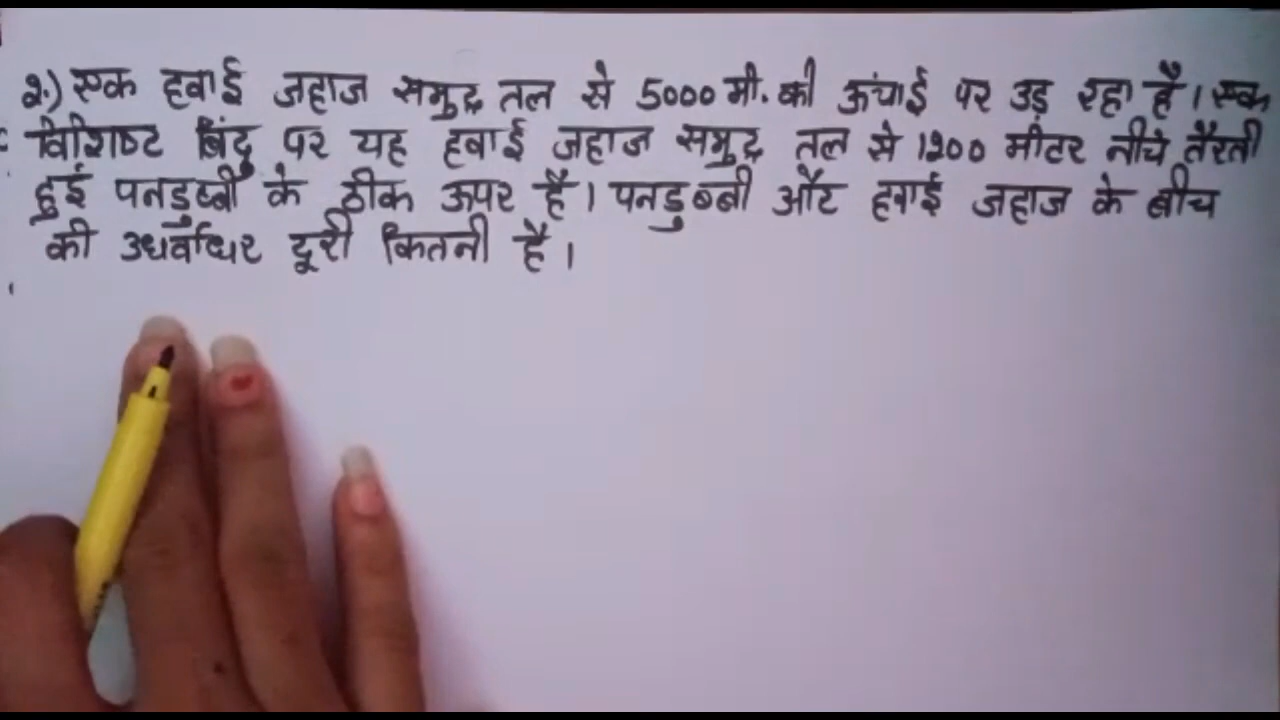 2.) एक हवाई जहाज समुद्र तल से 5000 मी. की ऊंचाई पर उड़ रहा है। एक
विशिष्ट बिंदु पर यह हवाई जहाज समुद्र तल से 1200 मीटर नीचे तैरती
हुई पनडुब्बी के ठीक ऊपर है। पनडुब्बी और हवाई जहाज के बीच
की उधर्वाधर दूरी कितनी है।